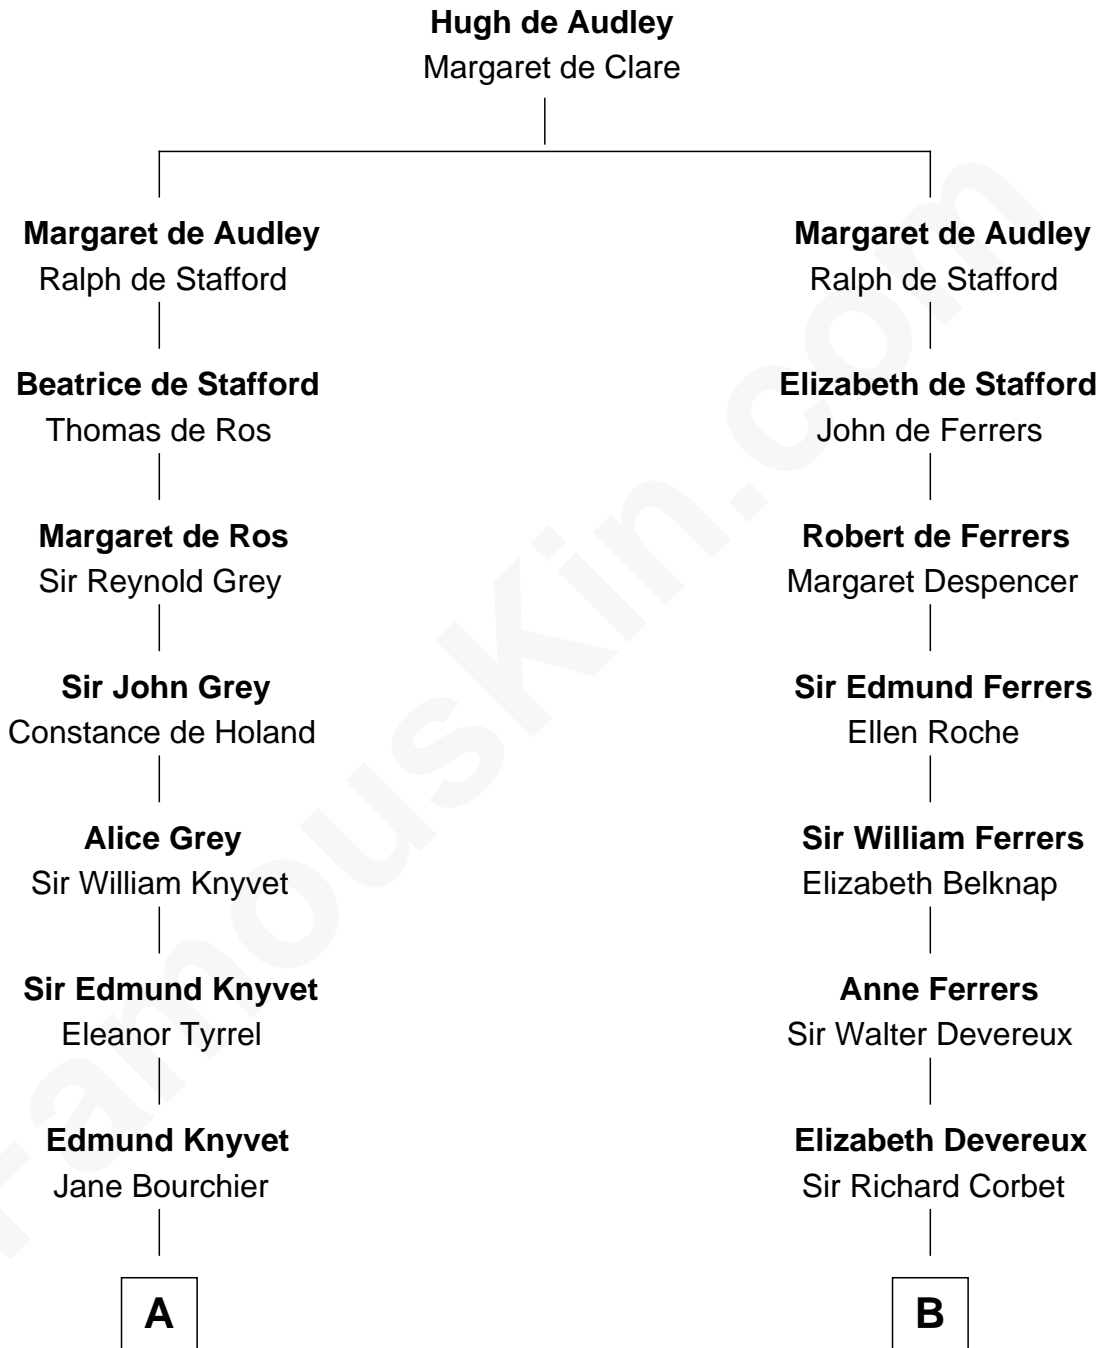 Hugh de Audley
Margaret de Clare
Margaret de Audley
Ralph de Stafford
Margaret de Audley
Ralph de Stafford
Beatrice de Stafford
Thomas de Ros
Elizabeth de Stafford
John de Ferrers
Margaret de Ros
Sir Reynold Grey
Robert de Ferrers
Margaret Despencer
Sir John Grey
Constance de Holand
Sir Edmund Ferrers
Ellen Roche
Alice Grey
Sir William Knyvet
Sir William Ferrers
Elizabeth Belknap
Sir Edmund Knyvet
Eleanor Tyrrel
Anne Ferrers
Sir Walter Devereux
Edmund Knyvet
Jane Bourchier
Elizabeth Devereux
Sir Richard Corbet
A
B
FamousKin.com